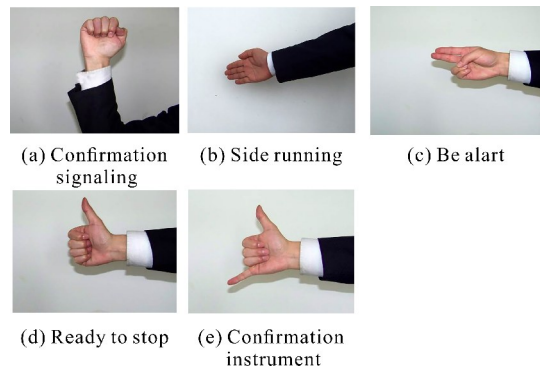 (a) Confirmation
signaling
(b) Side running
(c) Be alart
(d) Ready to stop
(e) Confirmation
instrument